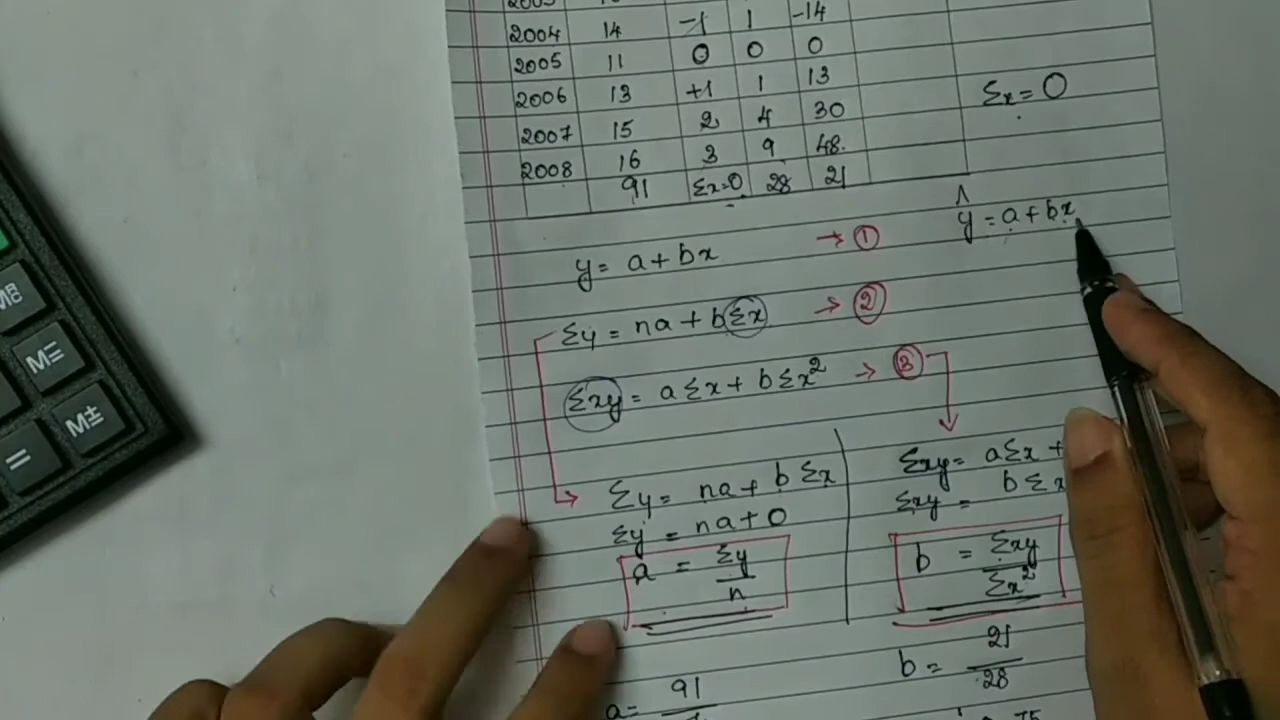 2004 14 -1 1 -14
2005 11 0 0 0
2006 13 +1 1 13
2007 15 2 4 30
2008 16 3 9 48.
91 Σx=0 28 21
Σx = 0
ŷ = a + bx
y = a + bx → ①
Σy = na + bΣx → ②
Σxy = aΣx + bΣx² → ③
Σy = na + bΣx
Σy = na + 0
a = Σy/n
a = 91
Σxy = aΣx +
Σxy = bΣx
b = Σxy/Σx²
b = 21/28
M=
M±
=